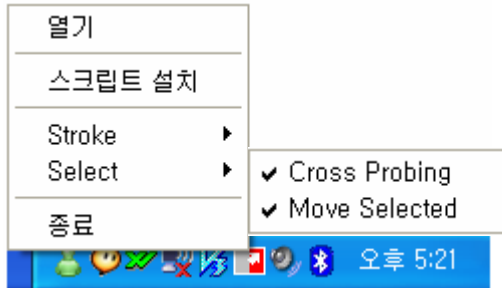 열기
스크립트 설치
Stroke
Select
Cross Probing
Move Selected
종료
오후 5:21